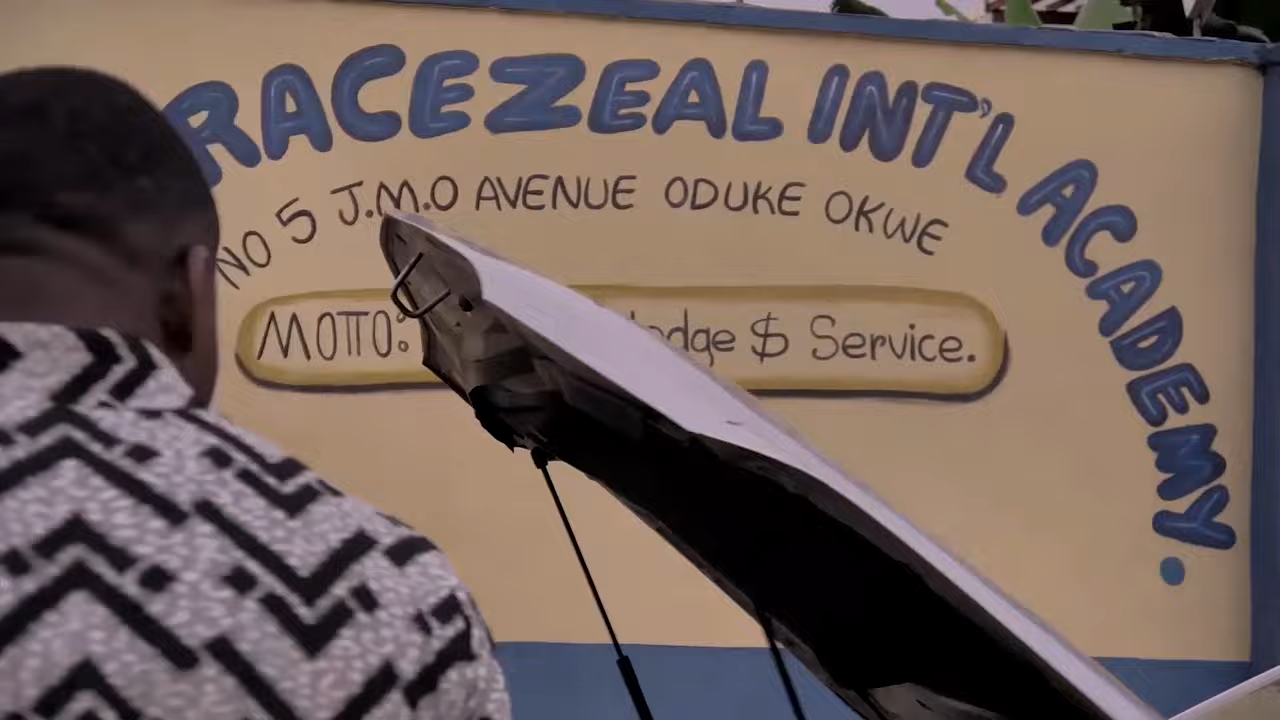 RACEZEAL INT'L ACADEMY.
NO 5 J.M.O AVENUE ODUKE OKWE
MOTTO: $ Service.